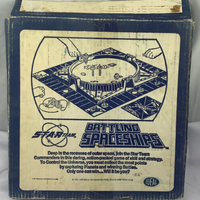 STAR TEAM
BATTLING
SPACESHIPS
Deep in the recesses of outer space, join the Star Team
Commanders in this daring, action-packed game of skill and strategy.
To Control the Universe, you must collect the most points
by capturing Planets and winning Battles.
Only one can win... Will it be you?
IDEAL